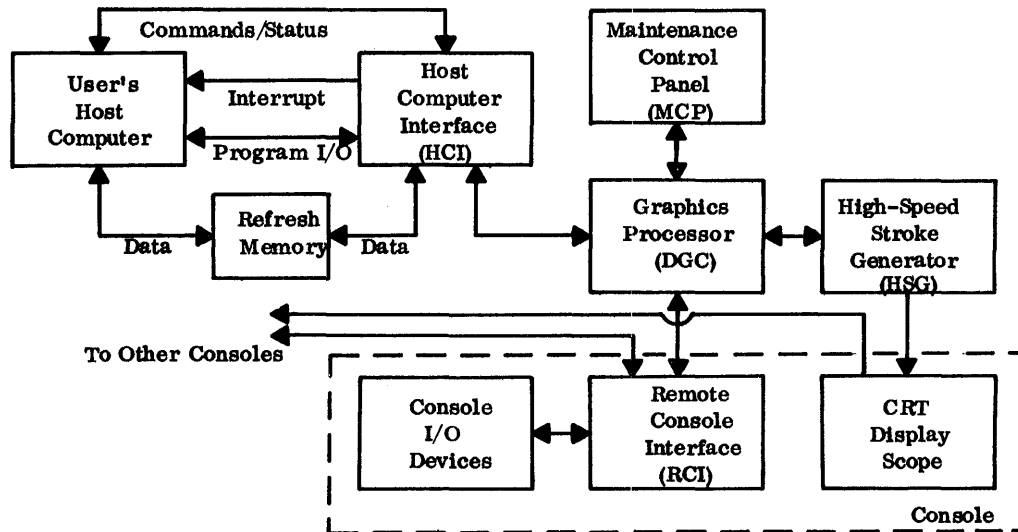 Commands/Status
User's
Host
Computer
Interrupt
Program I/O
Host
Computer
Interface
(HCI)
Maintenance
Control
Panel
(MCP)
Data
Refresh
Memory
Data
Graphics
Processor
(DGC)
High-Speed
Stroke
Generator
(HSG)
To Other Consoles
Console
I/O
Devices
Remote
Console
Interface
(RCI)
CRT
Display
Scope
Console